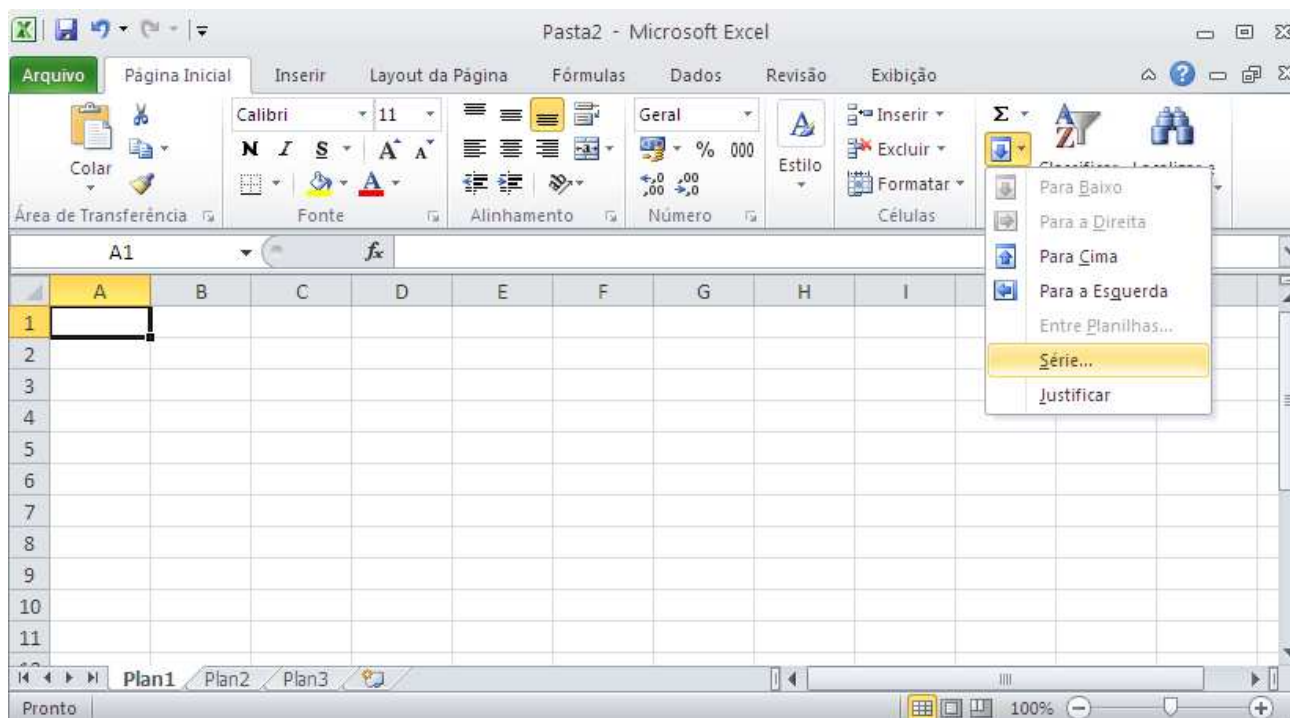 Pasta2 - Microsoft Excel
Arquivo Página Inicial Inserir Layout da Página Fórmulas Dados Revisão Exibição
Calibri 11 Geral Inserir Σ
N I S A A % 000 Excluir
Colar Estilo
A Formatar
Área de Transferência Fonte Alinhamento Número Células
Para Baixo
Para a Direita
Para Cima
Para a Esquerda
Entre Planilhas...
Série...
Justificar
A1 fx
A B C D E F G H I
1
2
3
4
5
6
7
8
9
10
11
Plan1 Plan2 Plan3
Pronto 100%